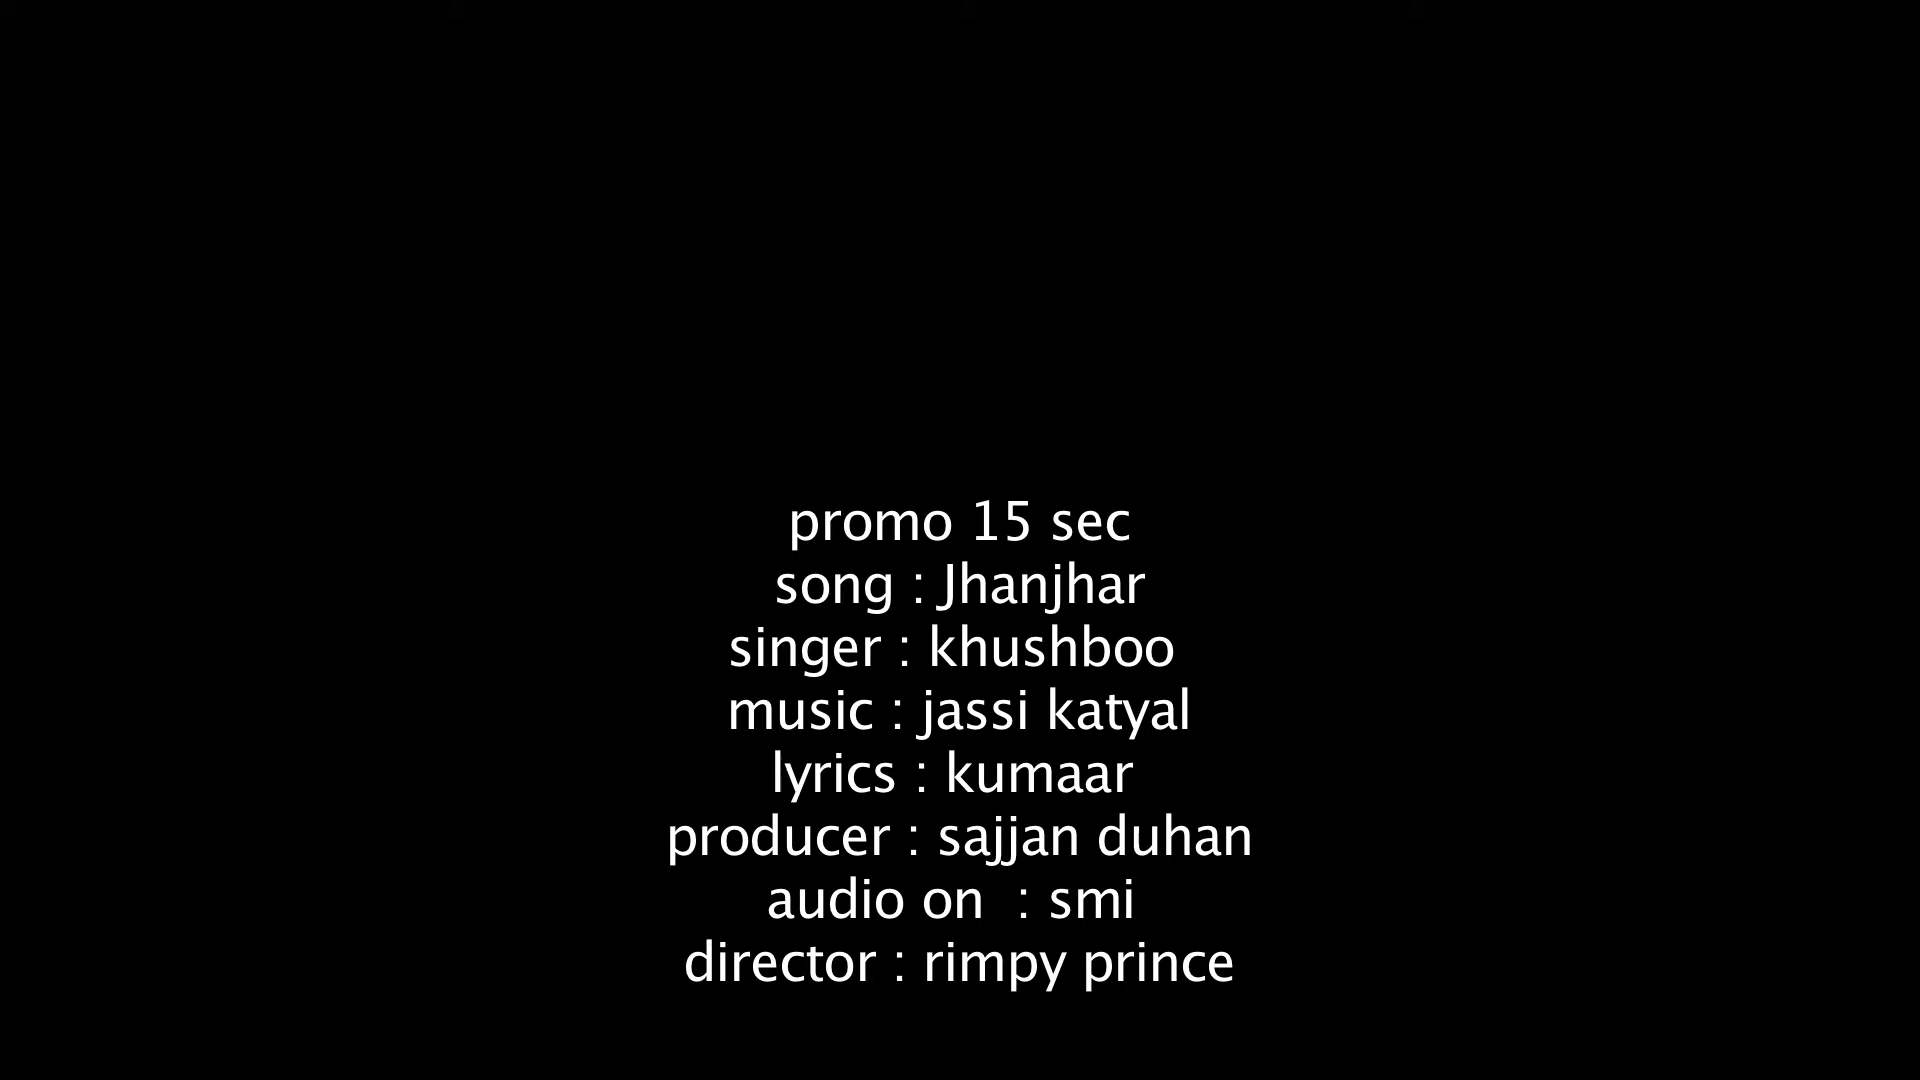 promo 15 sec
song : Jhanjhar
singer : khushboo
music : jassi katyal
lyrics : kumaar
producer : sajjan duhan
audio on  : smi
director : rimpy prince